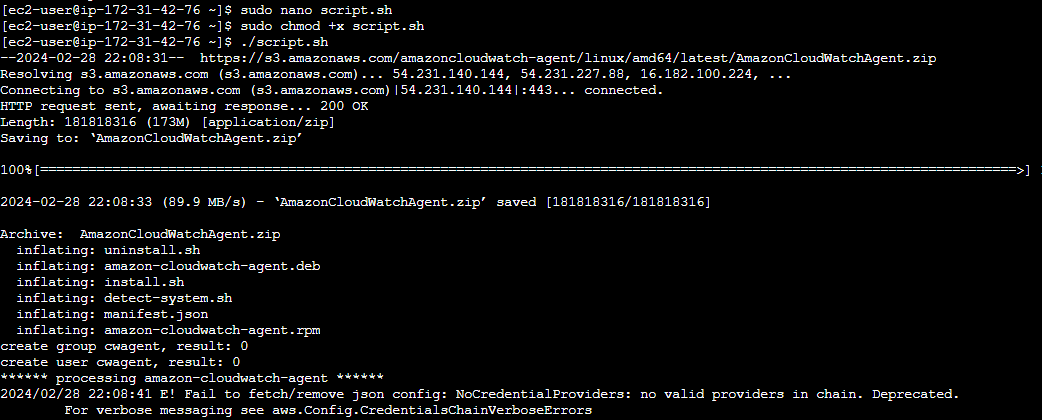 [ec2-user@ip-172-31-42-76 ~]$ sudo nano script.sh
[ec2-user@ip-172-31-42-76 ~]$ sudo chmod +x script.sh
[ec2-user@ip-172-31-42-76 ~]$ ./script.sh
--2024-02-28 22:08:31--  https://s3.amazonaws.com/amazoncloudwatch-agent/linux/amd64/latest/AmazonCloudWatchAgent.zip
Resolving s3.amazonaws.com (s3.amazonaws.com)... 54.231.140.144, 54.231.227.88, 16.182.100.224, ...
Connecting to s3.amazonaws.com (s3.amazonaws.com)|54.231.140.144|:443... connected.
HTTP request sent, awaiting response... 200 OK
Length: 181818316 (173M) [application/zip]
Saving to: ‘AmazonCloudWatchAgent.zip’
100%[==========================================================================================================================>]
2024-02-28 22:08:33 (89.9 MB/s) - ‘AmazonCloudWatchAgent.zip’ saved [181818316/181818316]
Archive:  AmazonCloudWatchAgent.zip
  inflating: uninstall.sh
  inflating: amazon-cloudwatch-agent.deb
  inflating: install.sh
  inflating: detect-system.sh
  inflating: manifest.json
  inflating: amazon-cloudwatch-agent.rpm
create group cwagent, result: 0
create user cwagent, result: 0
****** processing amazon-cloudwatch-agent ******
2024/02/28 22:08:41 E! Fail to fetch/remove json config: NoCredentialProviders: no valid providers in chain. Deprecated.
        For verbose messaging see aws.Config.CredentialsChainVerboseErrors